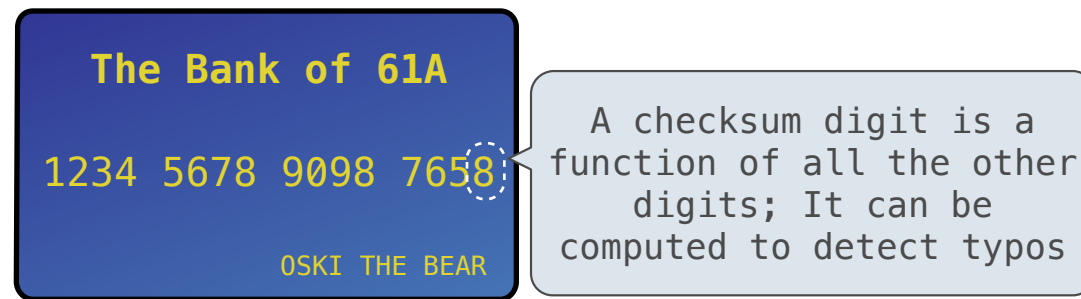 The Bank of 61A
1234 5678 9098 7658
OSKI THE BEAR
A checksum digit is a
function of all the other
digits; It can be
computed to detect typos